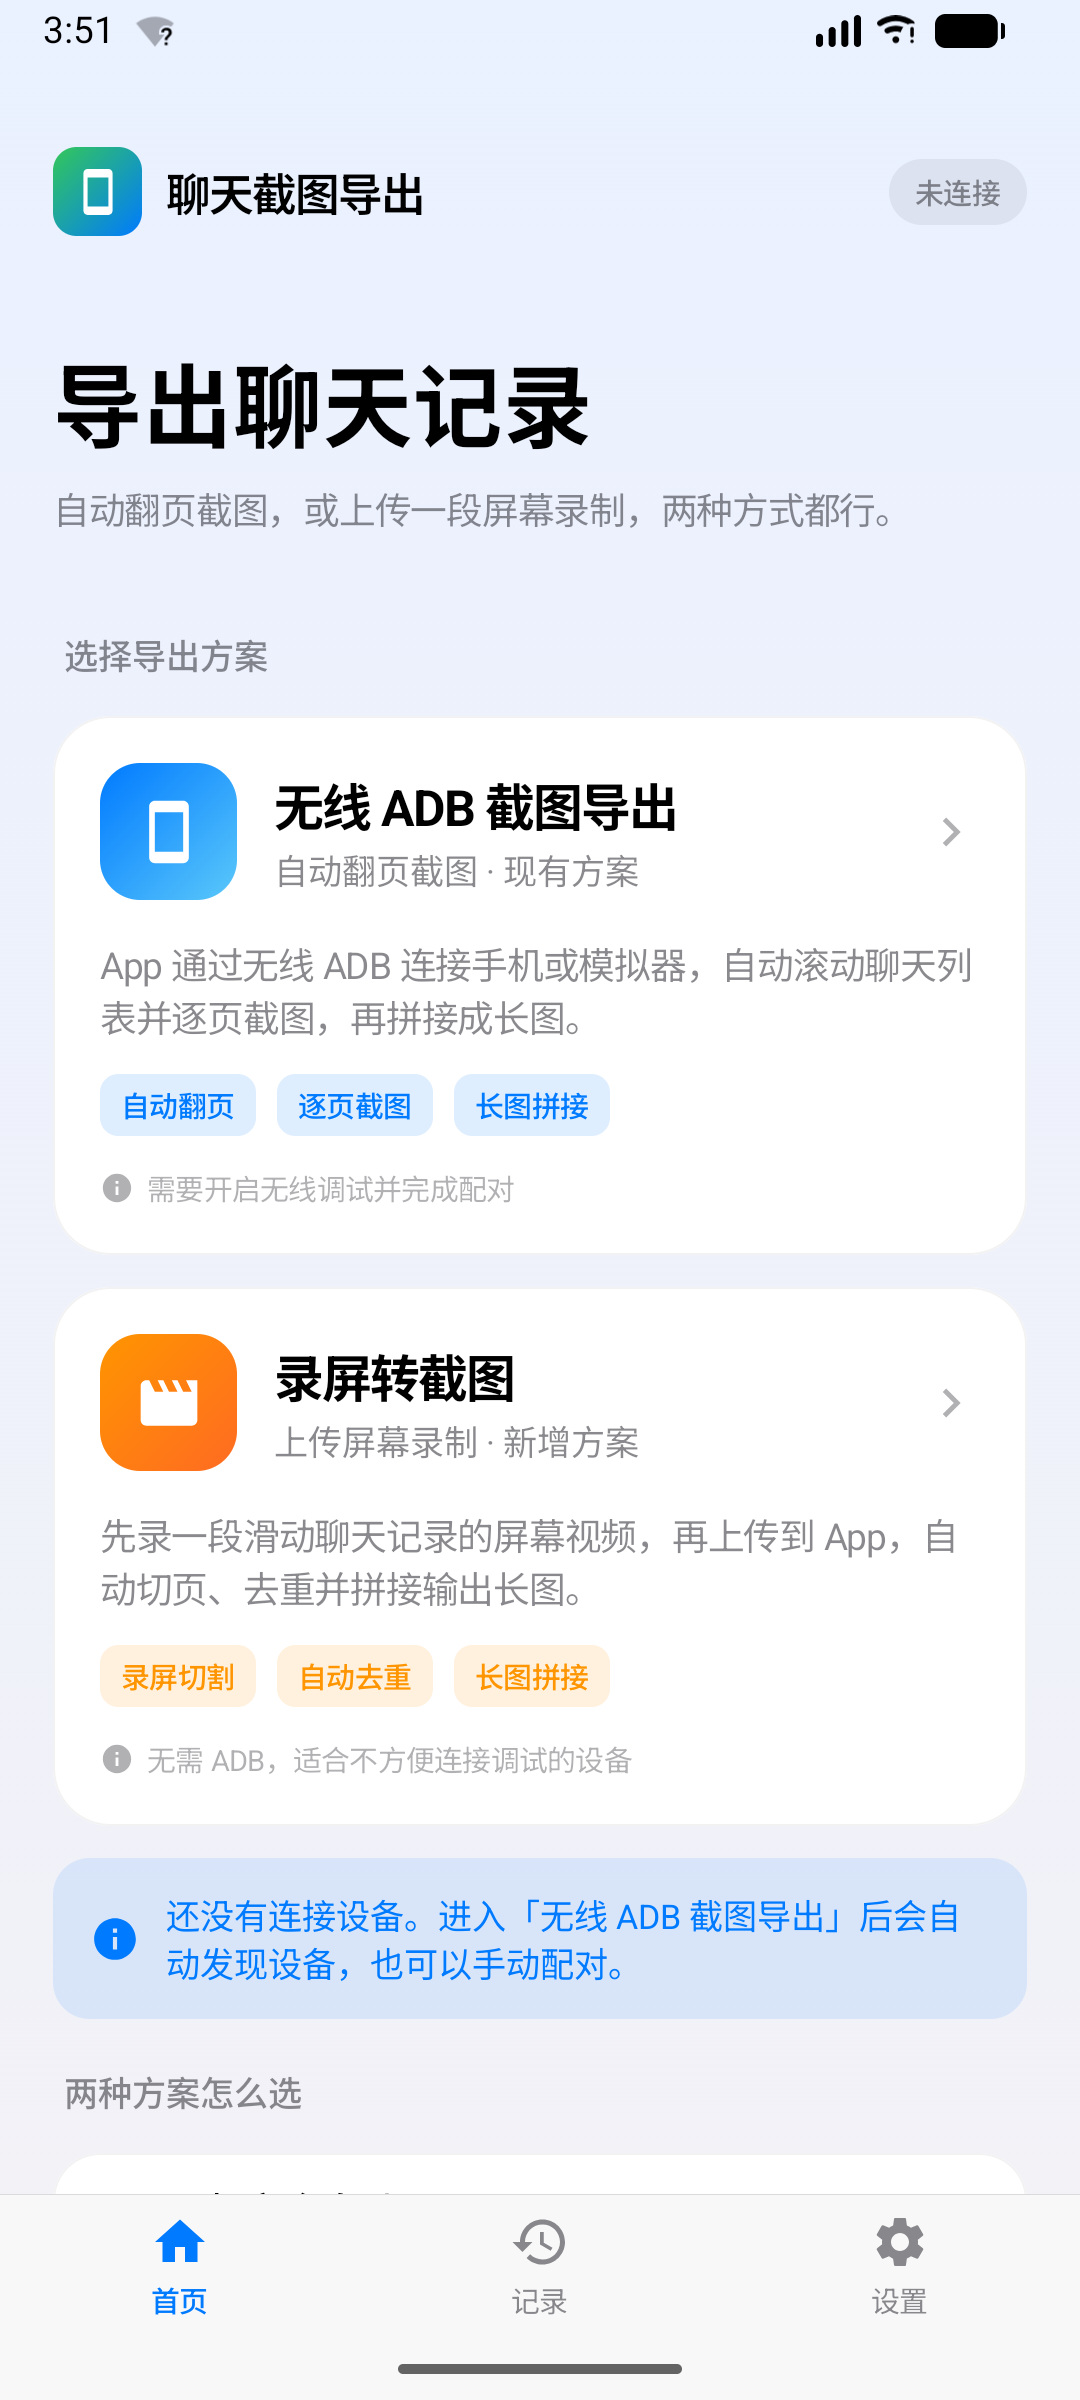 3:51
聊天截图导出
未连接
导出聊天记录
自动翻页截图，或上传一段屏幕录制，两种方式都行。
选择导出方案
无线 ADB 截图导出
自动翻页截图 · 现有方案
App 通过无线 ADB 连接手机或模拟器，自动滚动聊天列
表并逐页截图，再拼接成长图。
自动翻页 逐页截图 长图拼接
需要开启无线调试并完成配对
录屏转截图
上传屏幕录制 · 新增方案
先录一段滑动聊天记录的屏幕视频，再上传到 App，自
动切页、去重并拼接输出长图。
录屏切割 自动去重 长图拼接
无需 ADB，适合不方便连接调试的设备
还没有连接设备。进入「无线 ADB 截图导出」后会自
动发现设备，也可以手动配对。
两种方案怎么选
首页 记录 设置